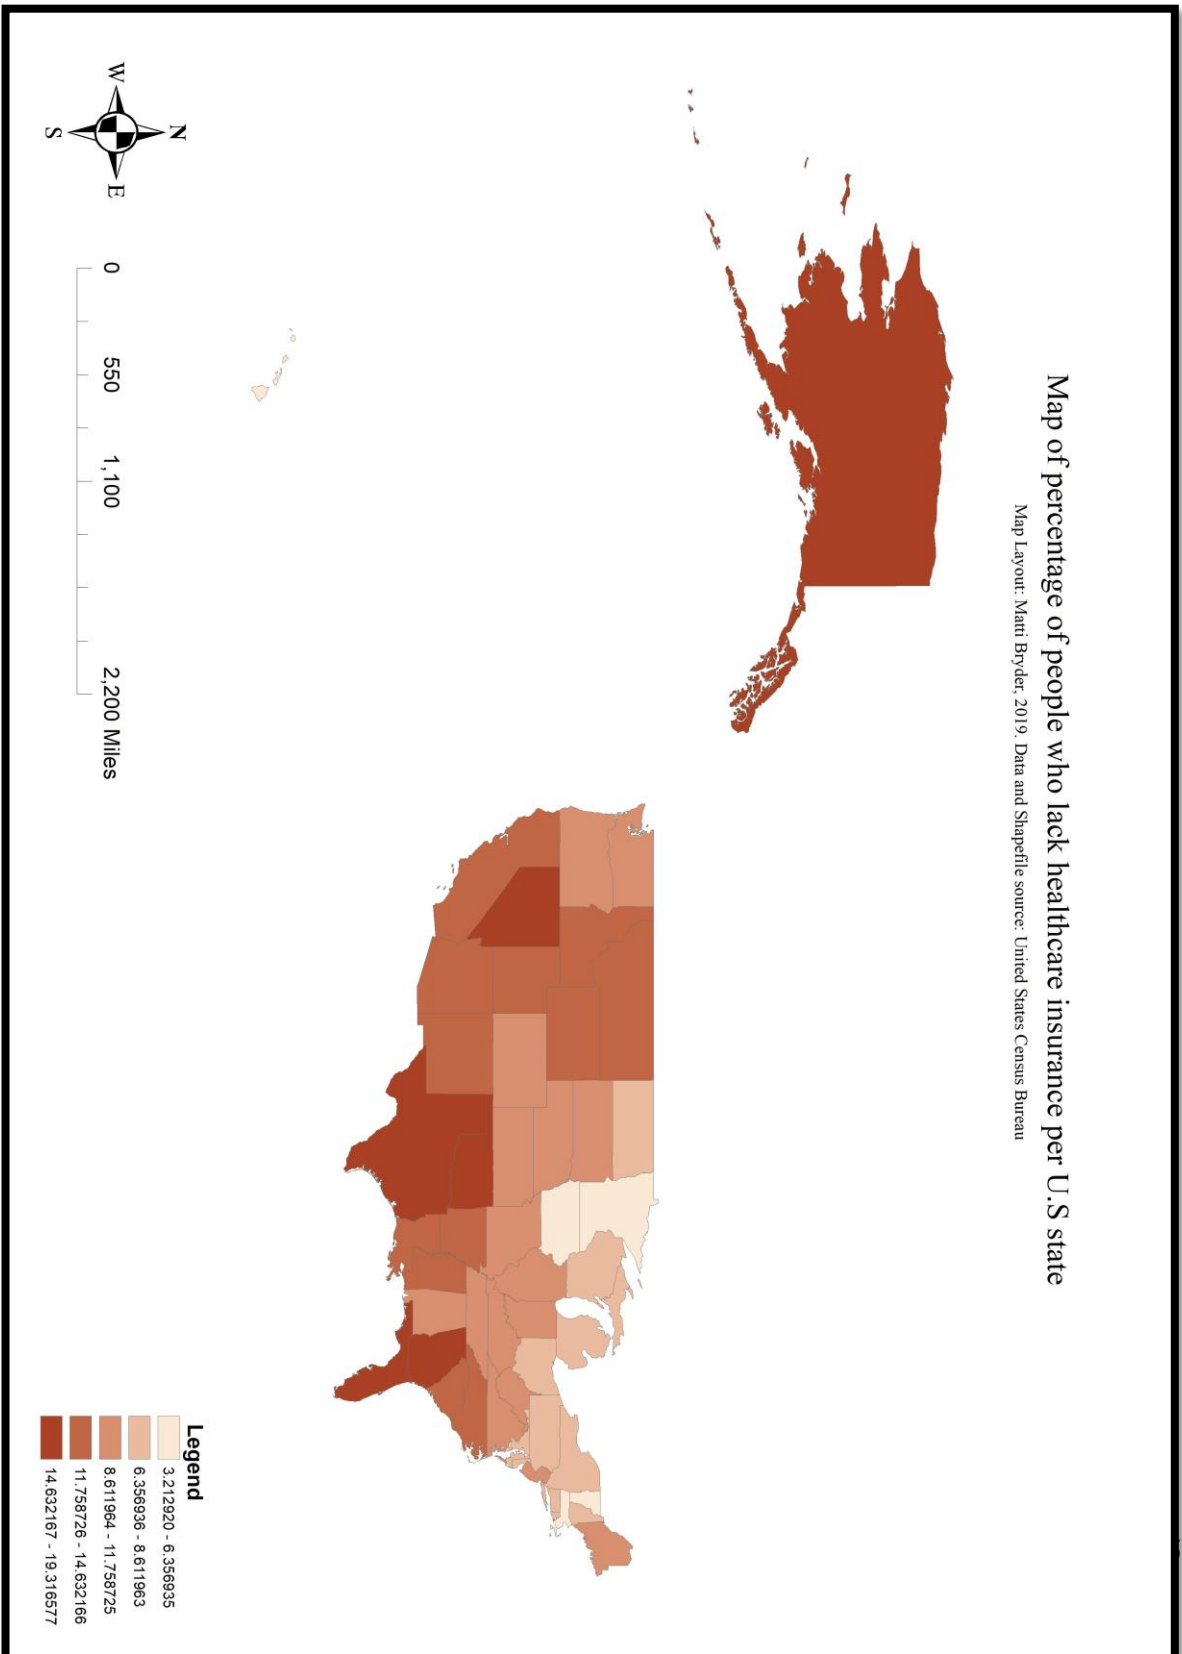 Map of percentage of people who lack healthcare insurance per U.S state
Map Layout: Matti Bryder, 2019. Data and Shapefile source: United States Census Bureau
N
W
E
S
0
550
1,100
2,200 Miles
Legend
3.212920 - 6.356935
6.356936 - 8.611963
8.611964 - 11.758725
11.758726 - 14.632166
14.632167 - 19.316577